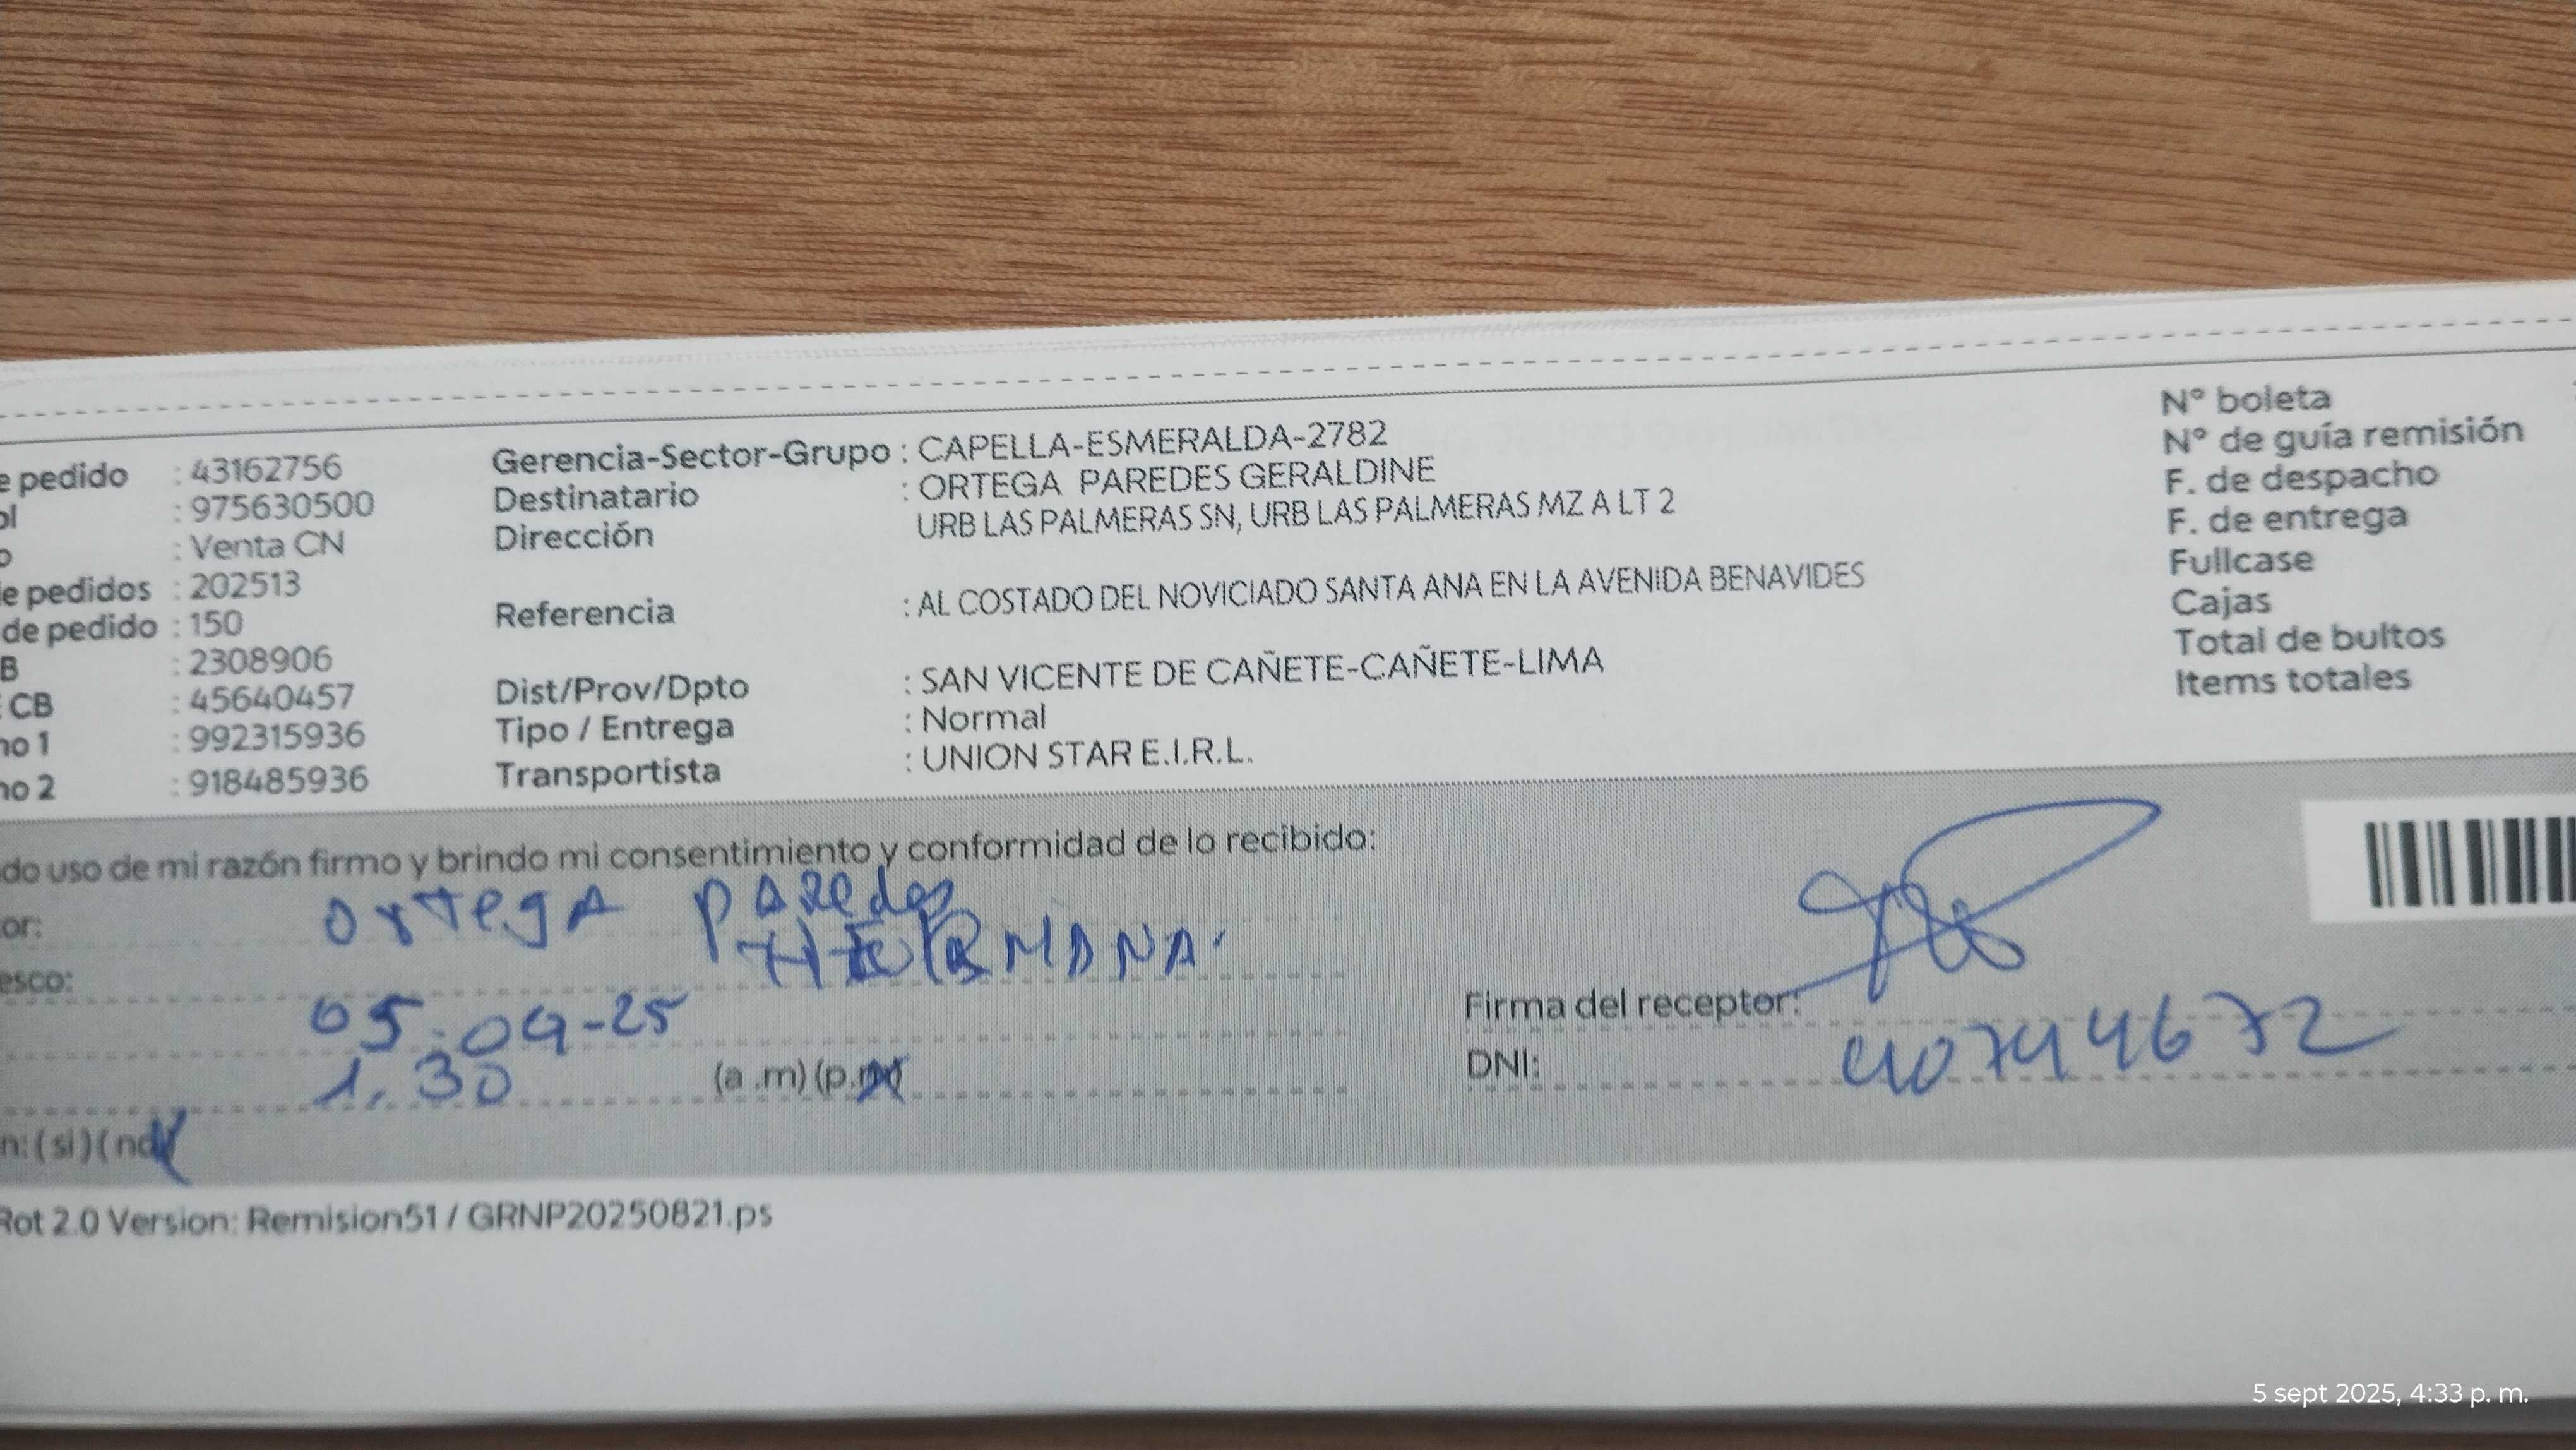 e pedido : 43162756
ol : 975630500
o : Venta CN
e pedidos : 202513
de pedido : 150
B : 2308906
CB : 45640457
no 1 : 992315936
no 2 : 918485936
Gerencia-Sector-Grupo : CAPELLA-ESMERALDA-2782
Destinatario : ORTEGA PAREDES GERALDINE
Dirección URB LAS PALMERAS SN, URB LAS PALMERAS MZ A LT 2
Referencia : AL COSTADO DEL NOVICIADO SANTA ANA EN LA AVENIDA BENAVIDES
Dist/Prov/Dpto : SAN VICENTE DE CAÑETE-CAÑETE-LIMA
Tipo / Entrega : Normal
Transportista : UNION STAR E.I.R.L.
N° boleta
N° de guía remisión
F. de despacho
F. de entrega
Fullcase
Cajas
Total de bultos
Items totales
do uso de mi razón firmo y brindo mi consentimiento y conformidad de lo recibido:
or: ortegA pAREdes
esco: HERMANA
05-09-25
1.30 (a .m) (p.m)
n: (si) (no)
Firma del receptor:
DNI: 40744672
Rot 2.0 Version: Remision51 / GRNP20250821.ps
5 sept 2025, 4:33 p. m.